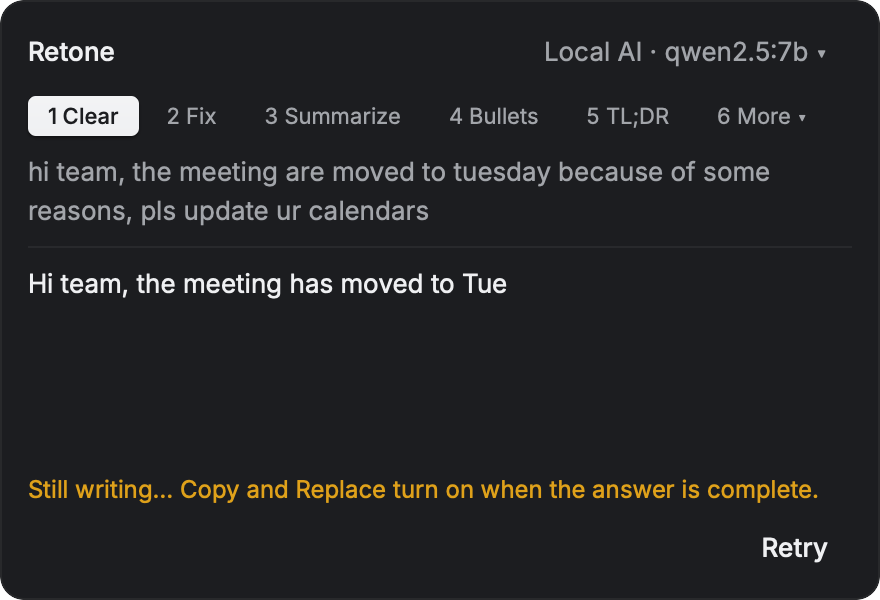 Retone
Local AI · qwen2.5:7b ▾
1 Clear 2 Fix 3 Summarize 4 Bullets 5 TL;DR 6 More ▾
hi team, the meeting are moved to tuesday because of some
reasons, pls update ur calendars
Hi team, the meeting has moved to Tue
Still writing... Copy and Replace turn on when the answer is complete.
Retry